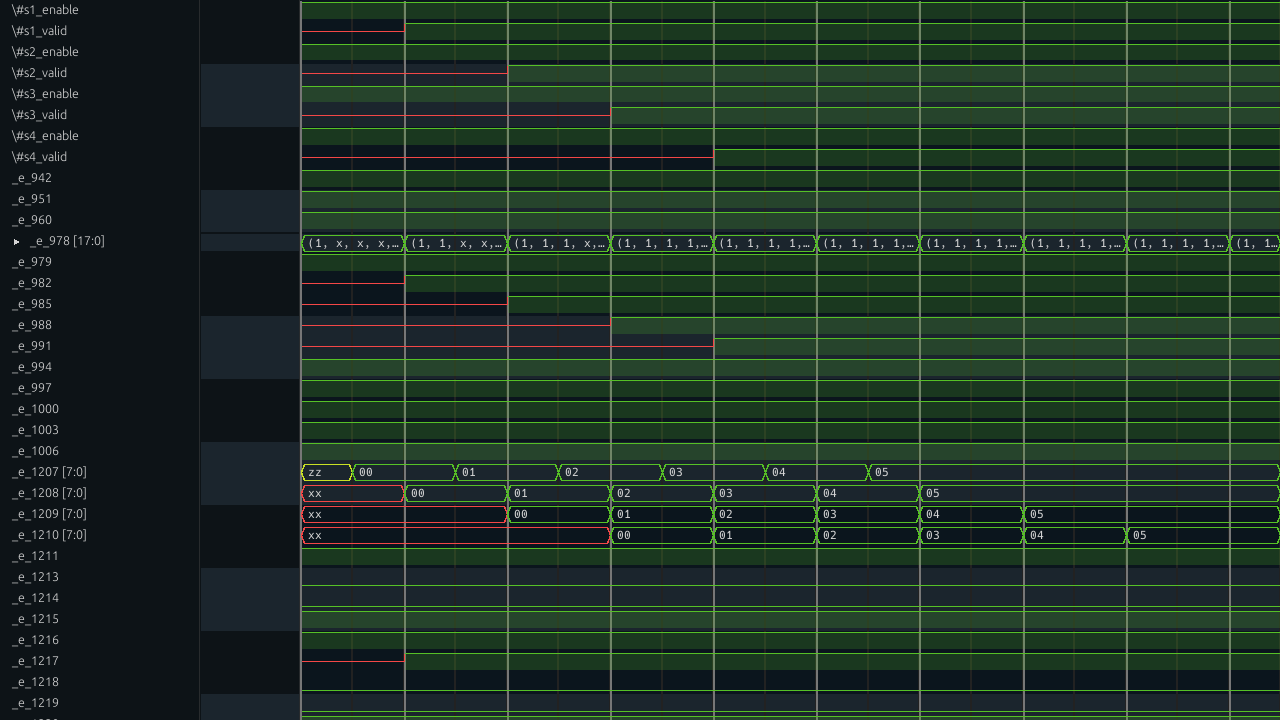 \#s1_enable
\#s1_valid
\#s2_enable
\#s2_valid
\#s3_enable
\#s3_valid
\#s4_enable
\#s4_valid
_e_942
_e_951
_e_960
_e_978 [17:0] (1, x, x, x,… (1, 1, x, x,… (1, 1, 1, x,… (1, 1, 1, 1,… (1, 1, 1, 1,… (1, 1, 1, 1,… (1, 1, 1, 1,… (1, 1, 1, 1,… (1, 1, 1, 1,… (1, 1…
_e_979
_e_982
_e_985
_e_988
_e_991
_e_994
_e_997
_e_1000
_e_1003
_e_1006
_e_1207 [7:0] zz 00 01 02 03 04 05
_e_1208 [7:0] xx 00 01 02 03 04 05
_e_1209 [7:0] xx 00 01 02 03 04 05
_e_1210 [7:0] xx 00 01 02 03 04 05
_e_1211
_e_1213
_e_1214
_e_1215
_e_1216
_e_1217
_e_1218
_e_1219